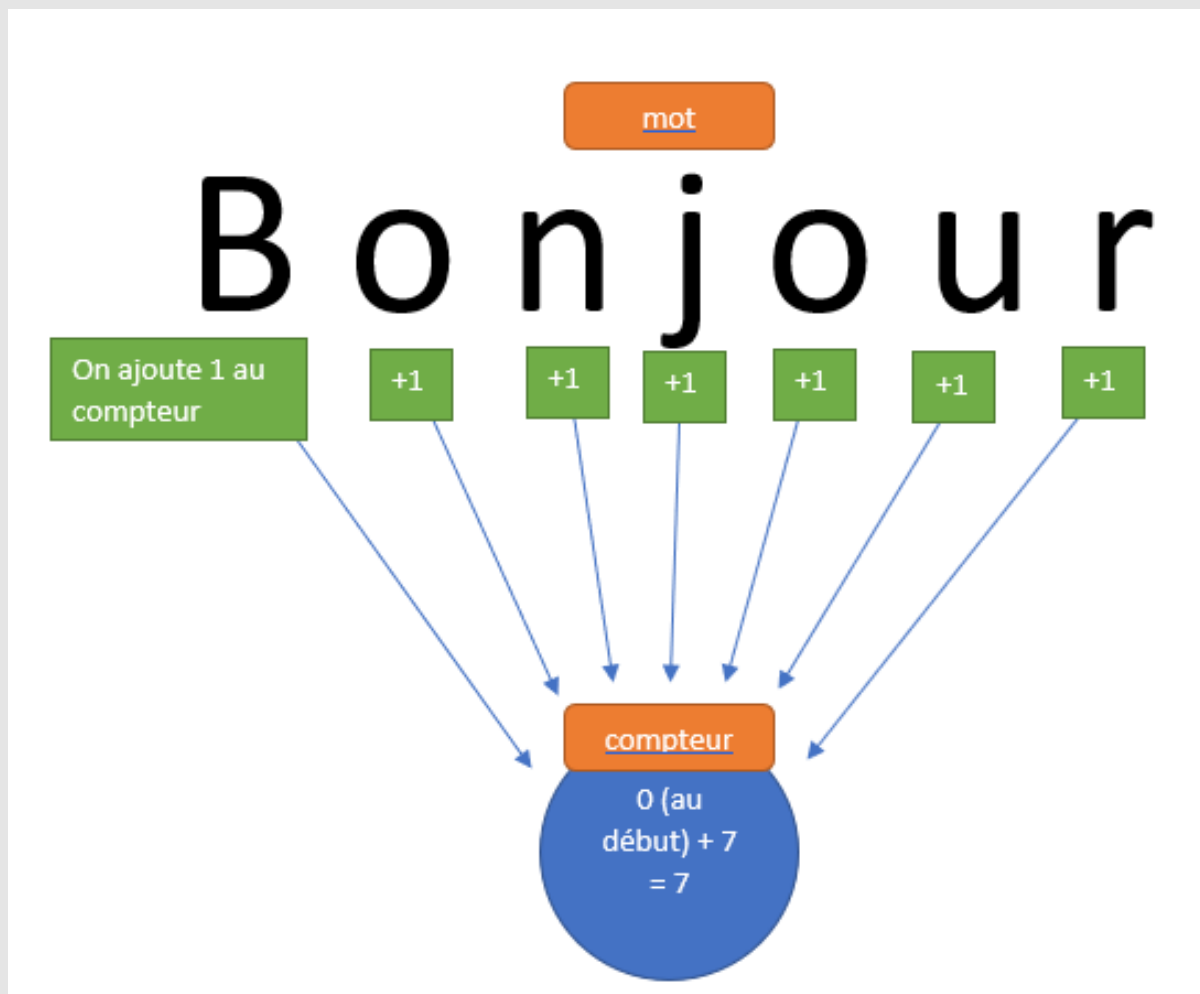 mot
B o n j o u r
On ajoute 1 au
compteur
+1
+1
+1
+1
+1
+1
compteur
0 (au
début) + 7
= 7